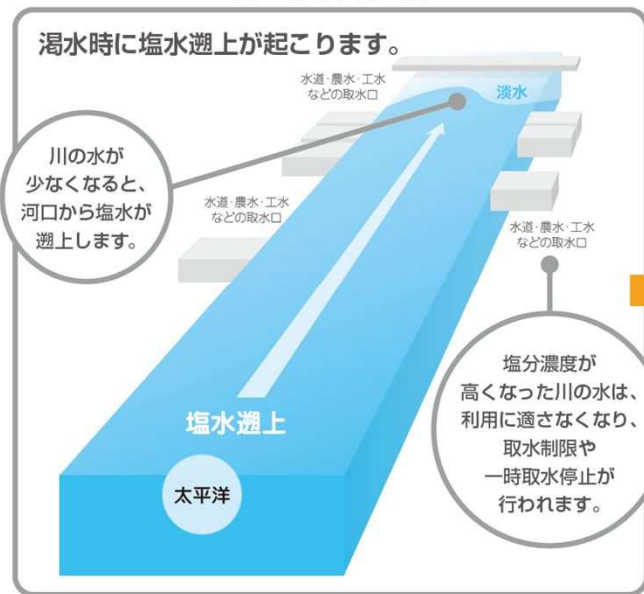 渇水時に塩水遡上が起こります。
水道・農水・工水
などの取水口
淡水
川の水が
少なくなると、
河口から塩水が
遡上します。
水道・農水・工水
などの取水口
水道・農水・工水
などの取水口
塩分濃度が
高くなった川の水は、
利用に適さなくなり、
取水制限や
一時取水停止が
行われます。
塩水遡上
太平洋